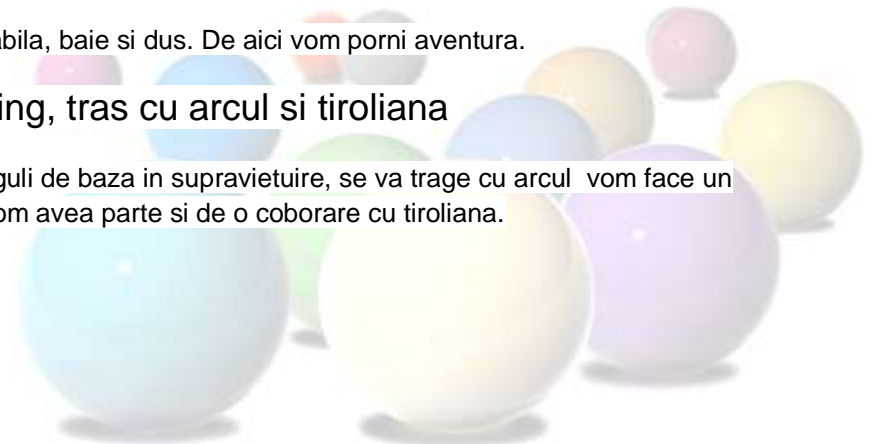 abila, baie si dus. De aici vom porni aventura.
ing, tras cu arcul si tiroliana
guli de baza in supravietuire, se va trage cu arcul vom face un
om avea parte si de o coborare cu tiroliana.